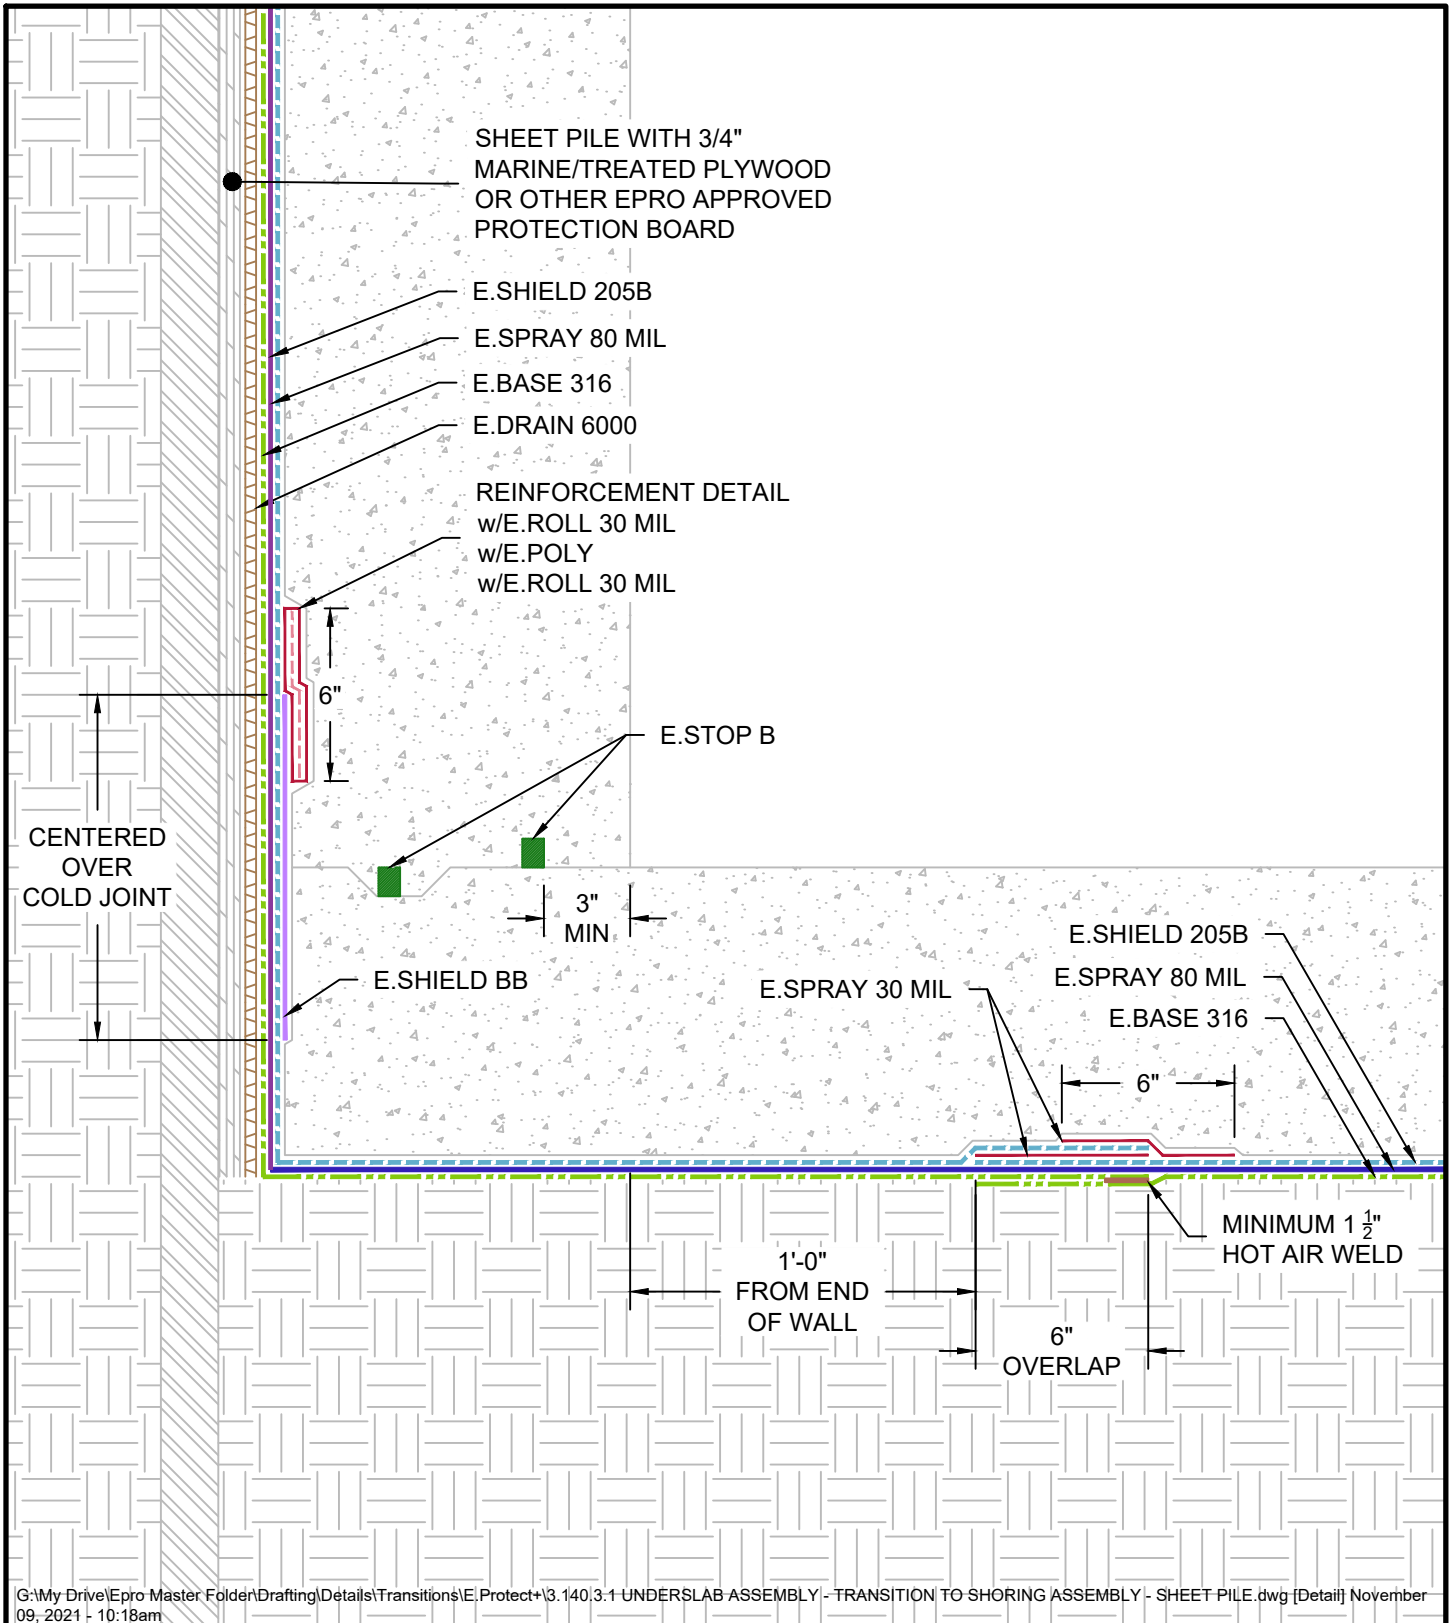 SHEET PILE WITH 3/4"
MARINE/TREATED PLYWOOD
OR OTHER EPRO APPROVED
PROTECTION BOARD
E.SHIELD 205B
E.SPRAY 80 MIL
E.BASE 316
E.DRAIN 6000
REINFORCEMENT DETAIL
w/E.ROLL 30 MIL
w/E.POLY
w/E.ROLL 30 MIL
6"
E.STOP B
CENTERED
OVER
COLD JOINT
3"
MIN
E.SHIELD BB
E.SPRAY 30 MIL
E.SHIELD 205B
E.SPRAY 80 MIL
E.BASE 316
6"
MINIMUM 1 1/2"
HOT AIR WELD
1'-0"
FROM END
OF WALL
6"
OVERLAP
G:\My Drive\Epro Master Folder\Drafting\Details\Transitions\E.Protect+\3.140.3.1 UNDERSLAB ASSEMBLY - TRANSITION TO SHORING ASSEMBLY - SHEET PILE.dwg [Detail] November
09, 2021 - 10:18am